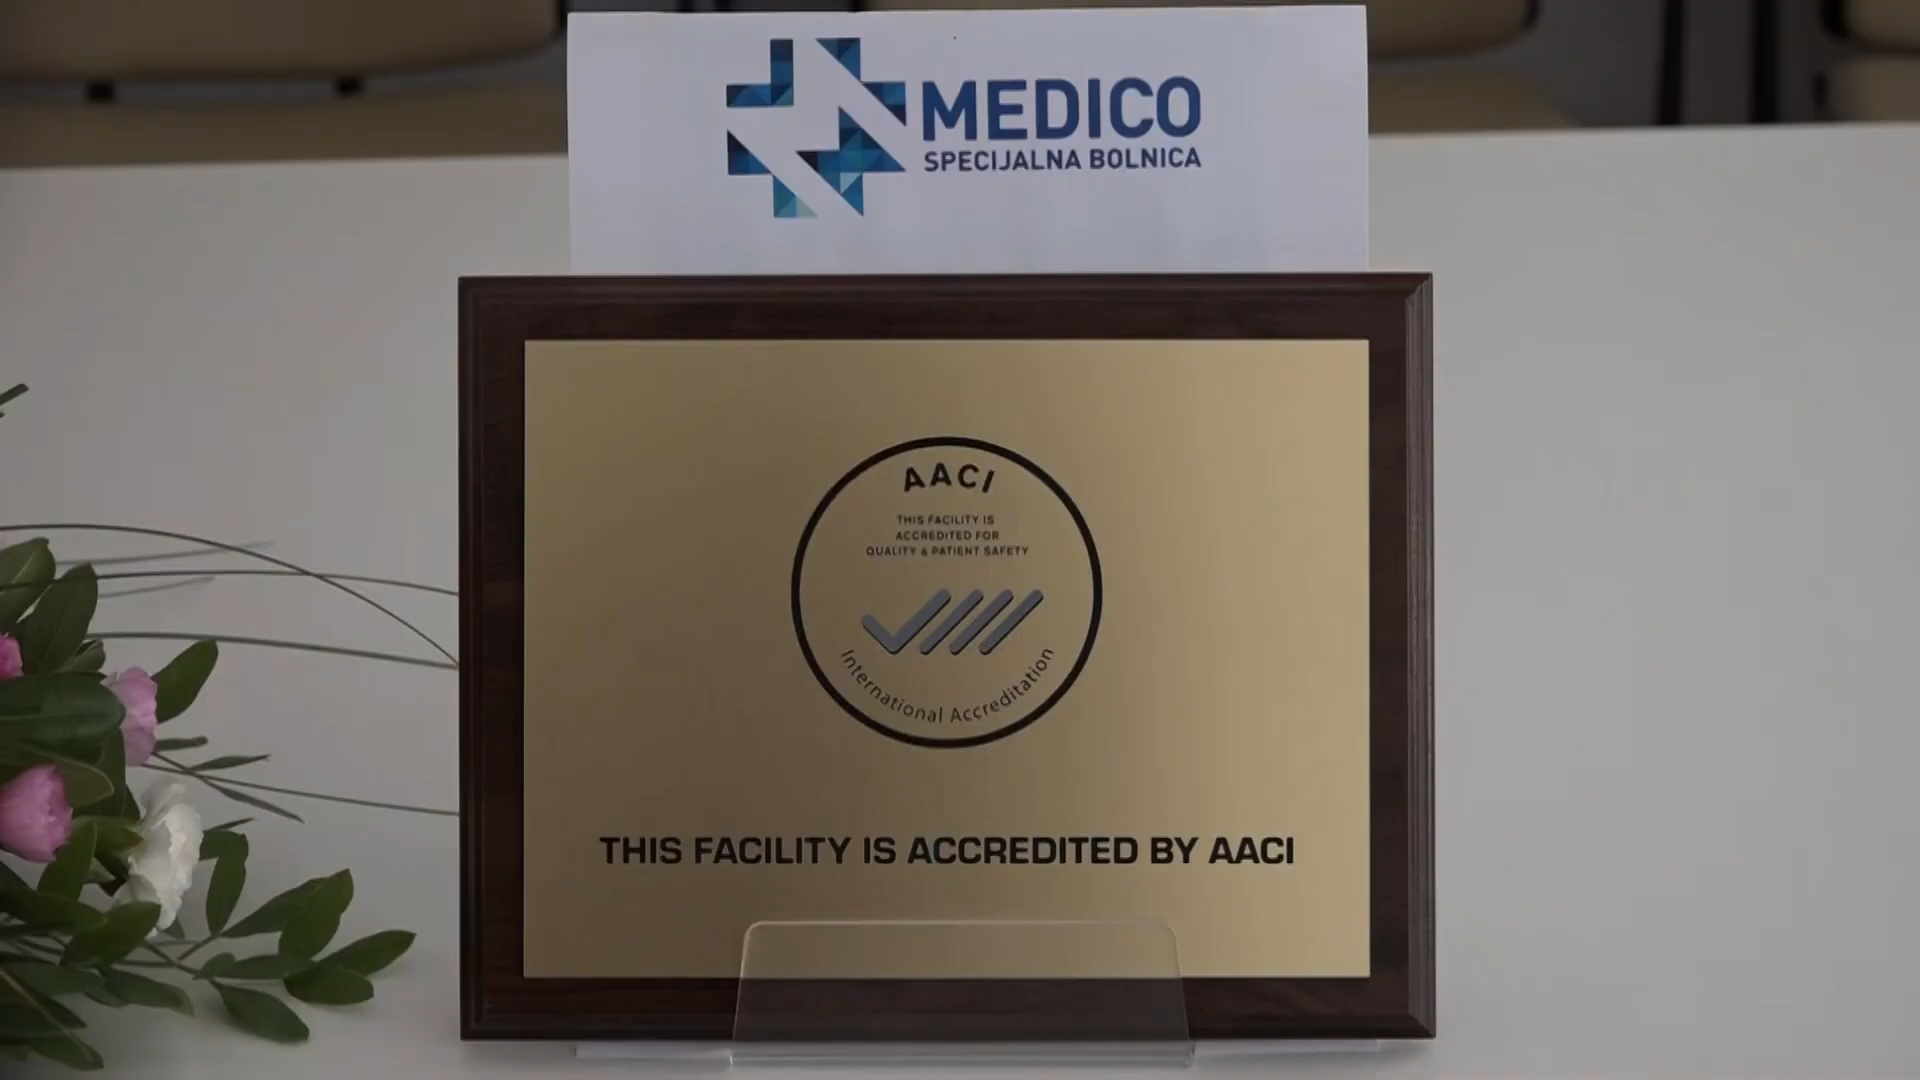 MEDICO
SPECIJALNA BOLNICA
AACI
THIS FACILITY IS
ACCREDITED FOR
QUALITY & PATIENT SAFETY
International Accreditation
THIS FACILITY IS ACCREDITED BY AACI